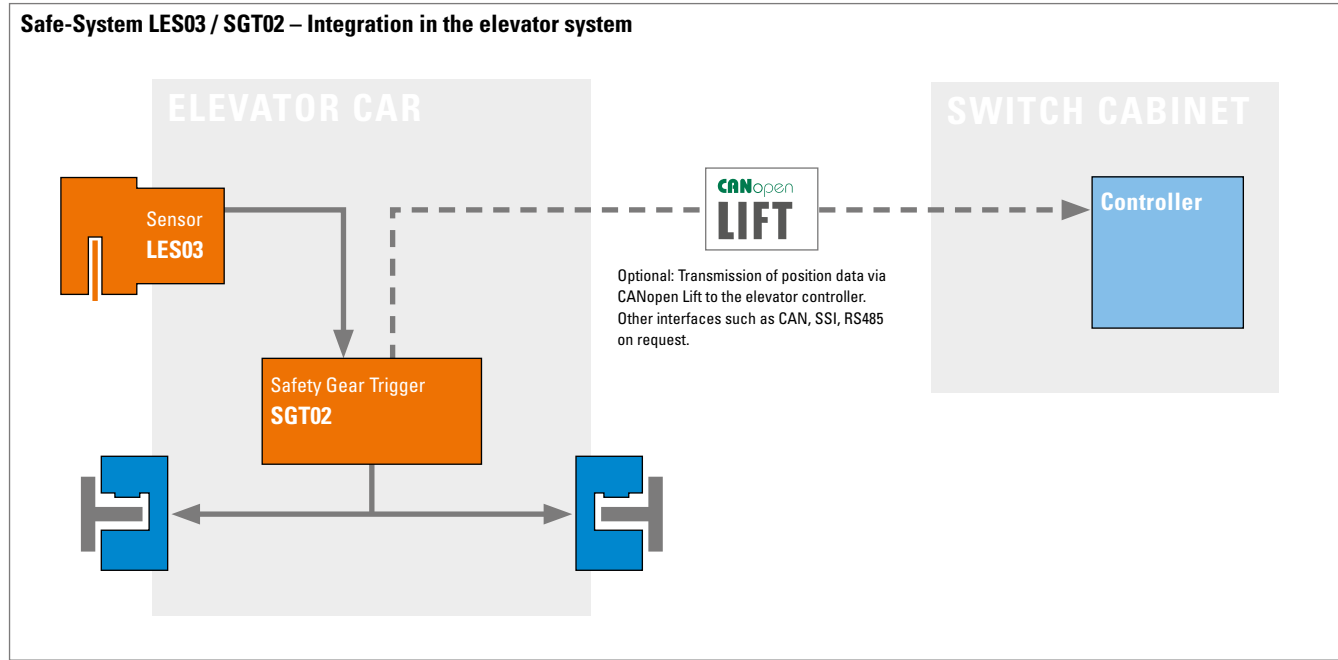 Safe-System LES03 / SGT02 – Integration in the elevator system
ELEVATOR CAR
SWITCH CABINET
Sensor
LES03
CANopen
LIFT
Controller
Optional: Transmission of position data via
CANopen Lift to the elevator controller.
Other interfaces such as CAN, SSI, RS485
on request.
Safety Gear Trigger
SGT02